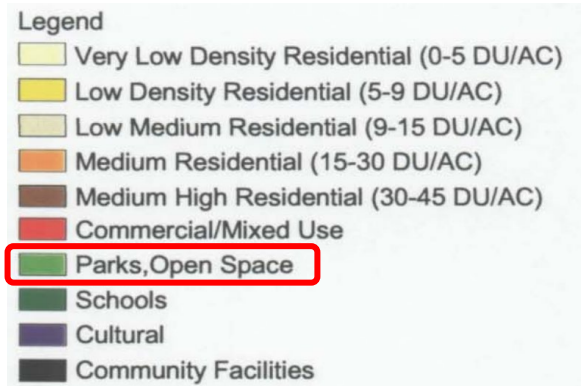 Legend
Very Low Density Residential (0-5 DU/AC)
Low Density Residential (5-9 DU/AC)
Low Medium Residential (9-15 DU/AC)
Medium Residential (15-30 DU/AC)
Medium High Residential (30-45 DU/AC)
Commercial/Mixed Use
Parks,Open Space
Schools
Cultural
Community Facilities